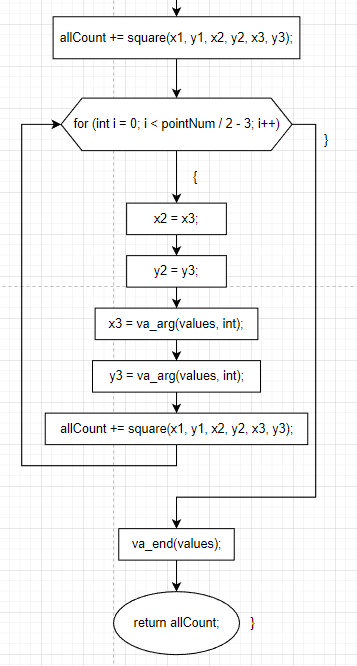 allCount += square(x1, y1, x2, y2, x3, y3);
for (int i = 0; i < pointNum / 2 - 3; i++)
}
{
x2 = x3;
y2 = y3;
x3 = va_arg(values, int);
y3 = va_arg(values, int);
allCount += square(x1, y1, x2, y2, x3, y3);
va_end(values);
return allCount; }